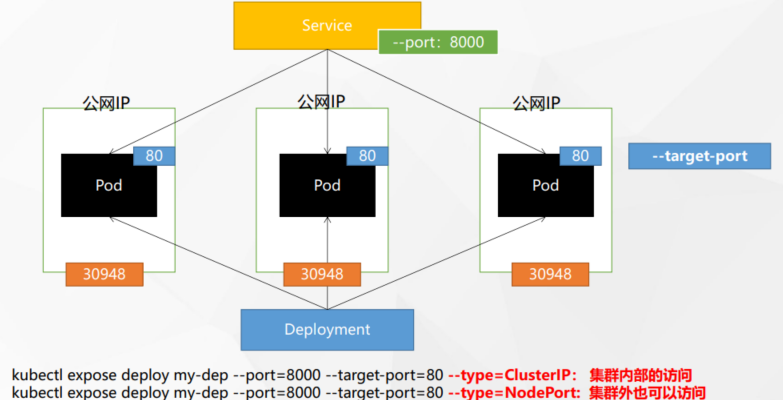 Service
--port：8000
公网IP
公网IP
公网IP
80
80
80
--target-port
Pod
Pod
Pod
30948
30948
30948
Deployment
kubectl expose deploy my-dep --port=8000 --target-port=80 --type=ClusterIP： 集群内部的访问
kubectl expose deploy my-dep --port=8000 --target-port=80 --type=NodePort: 集群外也可以访问